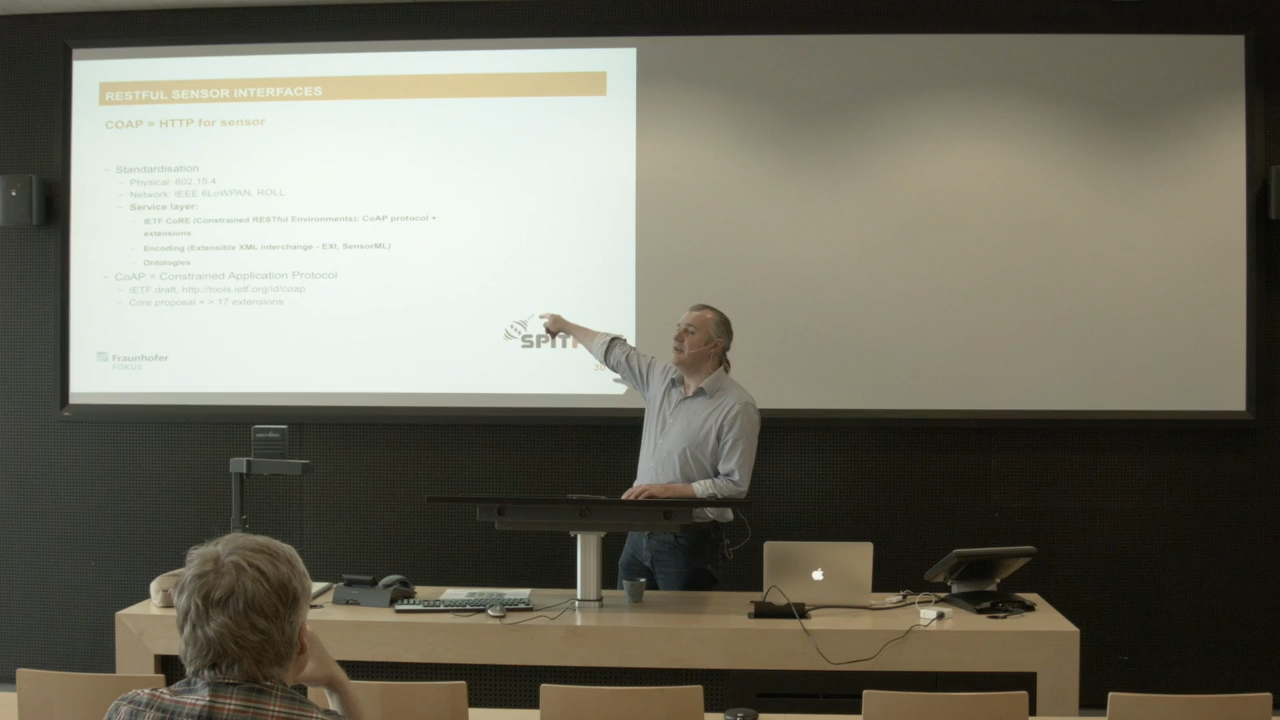 RESTFUL SENSOR INTERFACES
COAP = HTTP for sensor
– Standardisation
– Physical: 802.15.4
– Network: IEEE 6LoWPAN, ROLL
– Service layer:
– IETF CoRE (Constrained RESTful Environments): CoAP protocol +
extensions
– Encoding (Extensible XML interchange - EXI, SensorML)
– Ontologies
– CoAP = Constrained Application Protocol
– IETF draft, http://tools.ietf.org/id/coap
– Core proposal + > 17 extensions
SPIT
Fraunhofer
FOKUS